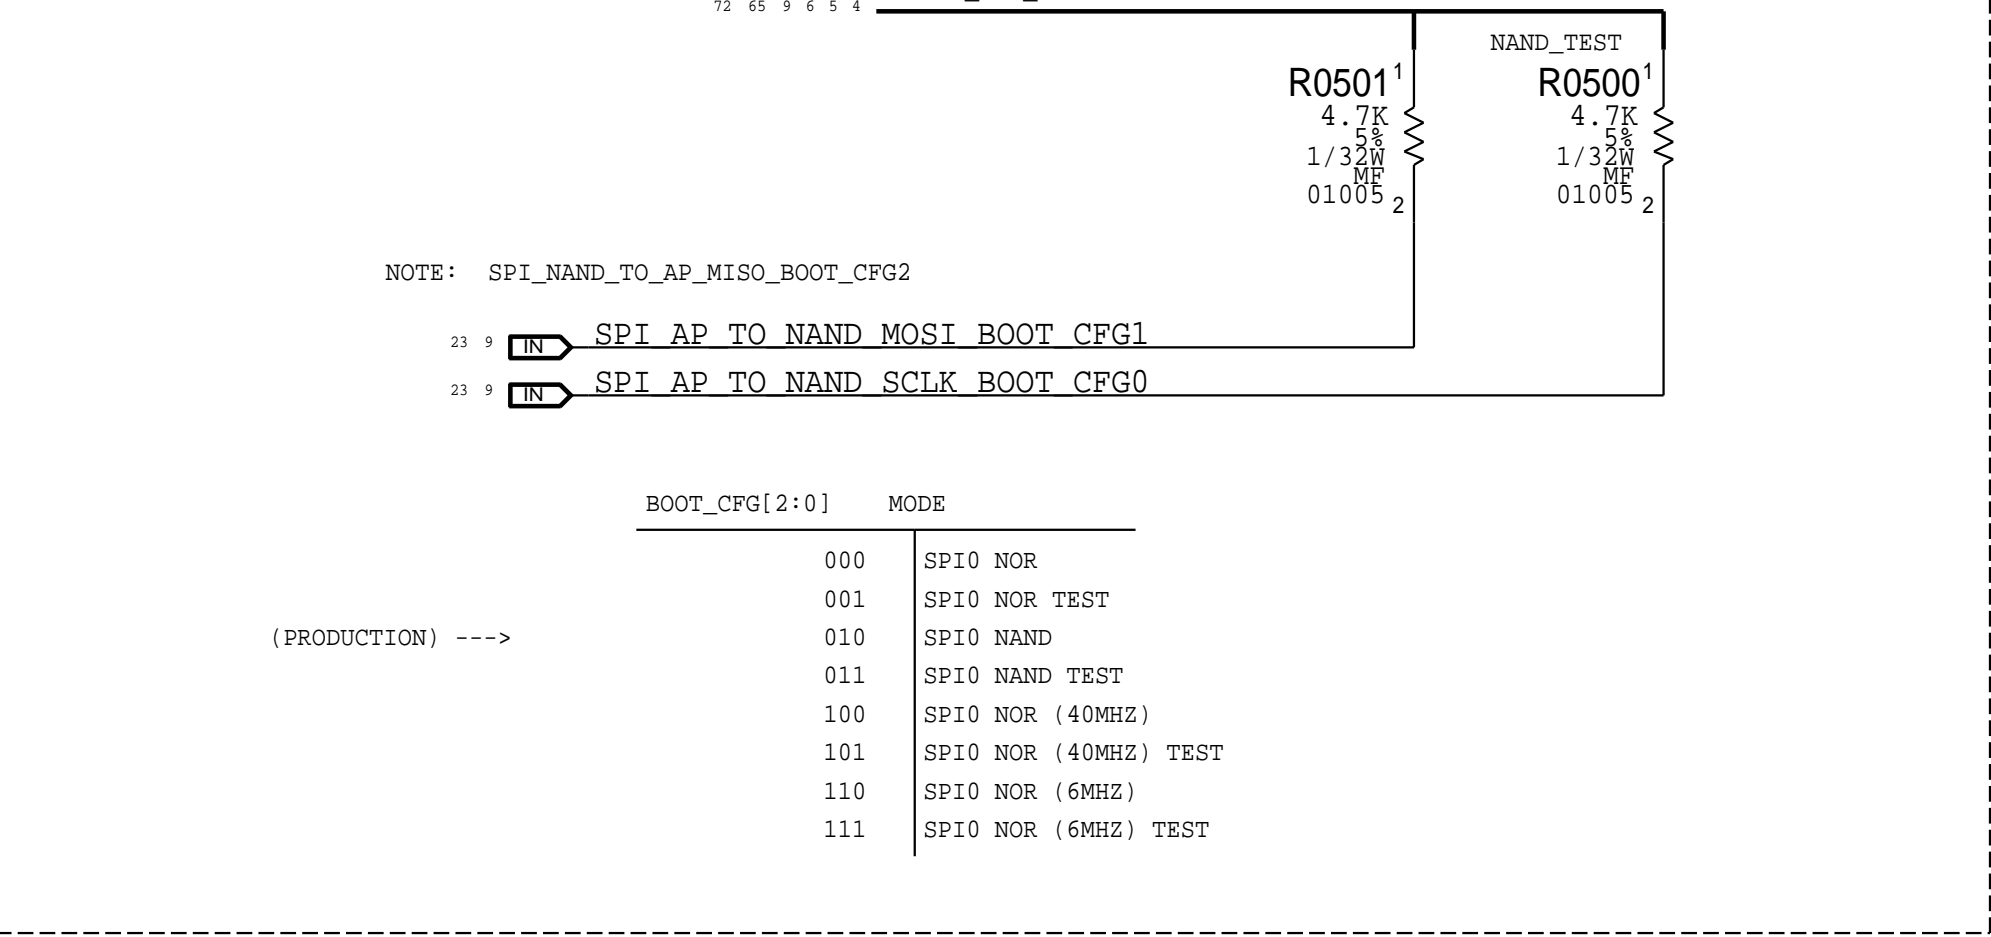 72 65 9 6 5 4
NAND_TEST
R0501 1
4.7K
5%
1/32W
MF
01005 2
R0500 1
4.7K
5%
1/32W
MF
01005 2
NOTE: SPI_NAND_TO_AP_MISO_BOOT_CFG2
23 9 IN SPI_AP_TO_NAND_MOSI_BOOT_CFG1
23 9 IN SPI_AP_TO_NAND_SCLK_BOOT_CFG0
BOOT_CFG[2:0] MODE
000 SPI0 NOR
001 SPI0 NOR TEST
(PRODUCTION) ---> 010 SPI0 NAND
011 SPI0 NAND TEST
100 SPI0 NOR (40MHZ)
101 SPI0 NOR (40MHZ) TEST
110 SPI0 NOR (6MHZ)
111 SPI0 NOR (6MHZ) TEST